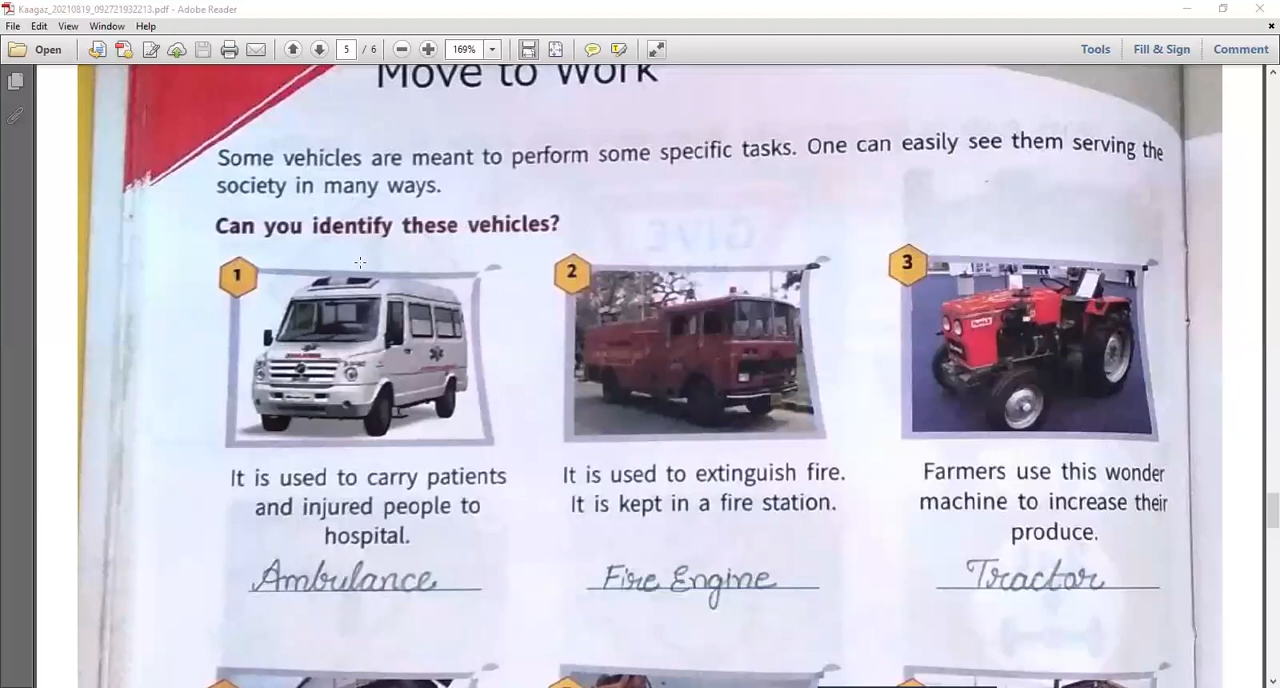 Kaagaz_20210819_092721932213.pdf - Adobe Reader
File Edit View Window Help
Open 5 / 6 169% Tools Fill & Sign Comment
Move to Work
Some vehicles are meant to perform some specific tasks. One can easily see them serving the
society in many ways.
Can you identify these vehicles?
1
2
3
It is used to carry patients
and injured people to
hospital.
Ambulance
It is used to extinguish fire.
It is kept in a fire station.
Fire Engine
Farmers use this wonder
machine to increase their
produce.
Tractor